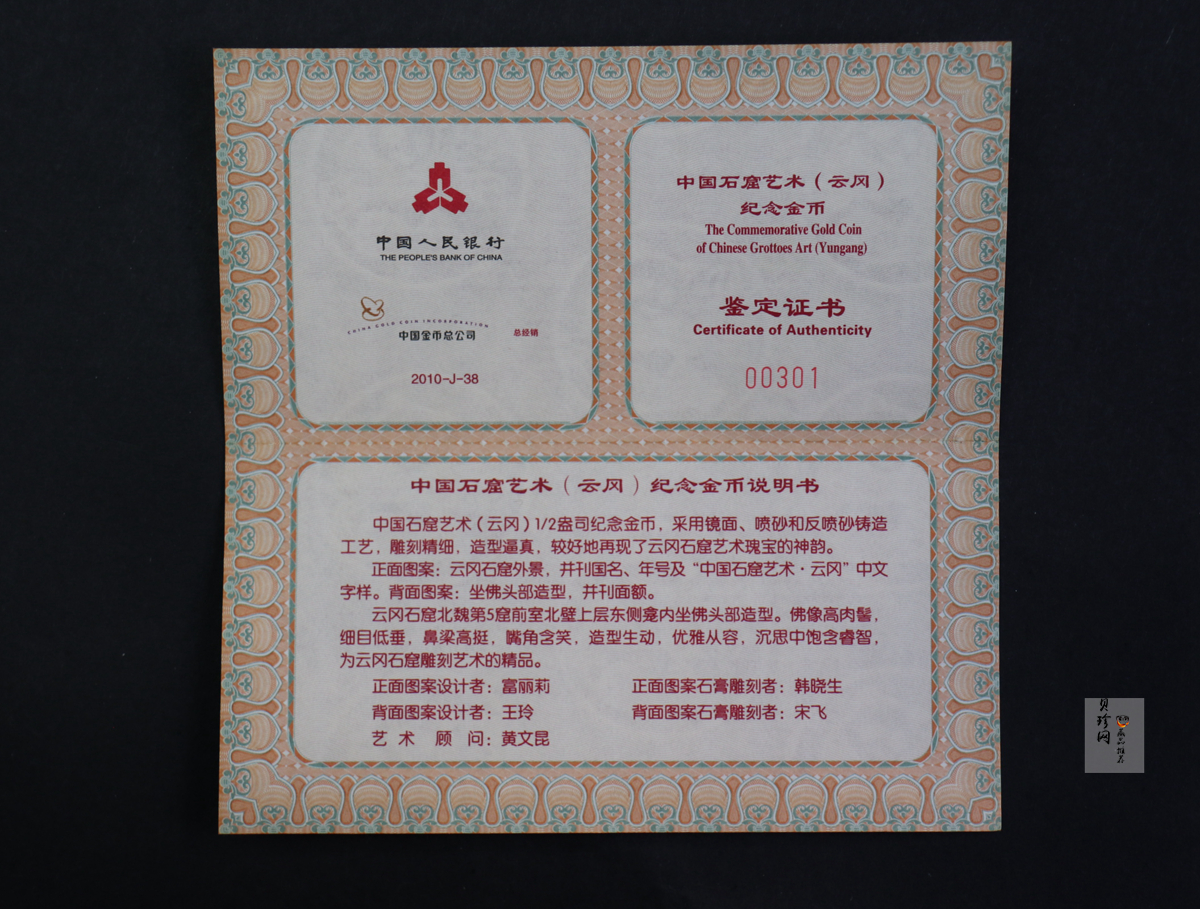 中国人民银行
THE PEOPLE'S BANK OF CHINA
CHINA GOLD COIN INCORPORATION
中国金币总公司 总经销
2010-J-38
中国石窟艺术（云冈）
纪念金币
The Commemorative Gold Coin
of Chinese Grottoes Art (Yungang)
鉴定证书
Certificate of Authenticity
00301
中国石窟艺术（云冈）纪念金币说明书
中国石窟艺术（云冈）1/2盎司纪念金币，采用镜面、喷砂和反喷砂铸造
工艺，雕刻精细，造型逼真，较好地再现了云冈石窟艺术瑰宝的神韵。
正面图案：云冈石窟外景，并刊国名、年号及“中国石窟艺术·云冈”中文
字样。背面图案：坐佛头部造型，并刊面额。
云冈石窟北魏第5窟前室北壁上层东侧龛内坐佛头部造型。佛像高肉髻，
细目低垂，鼻梁高挺，嘴角含笑，造型生动，优雅从容，沉思中饱含睿智，
为云冈石窟雕刻艺术的精品。
正面图案设计者：富丽莉 正面图案石膏雕刻者：韩晓生
背面图案设计者：王玲 背面图案石膏雕刻者：宋飞
艺术顾问：黄文昆
贝珍网
藏品推荐